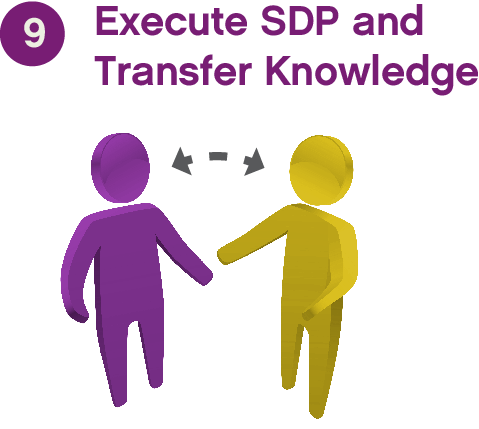 9
Execute SDP and
Transfer Knowledge